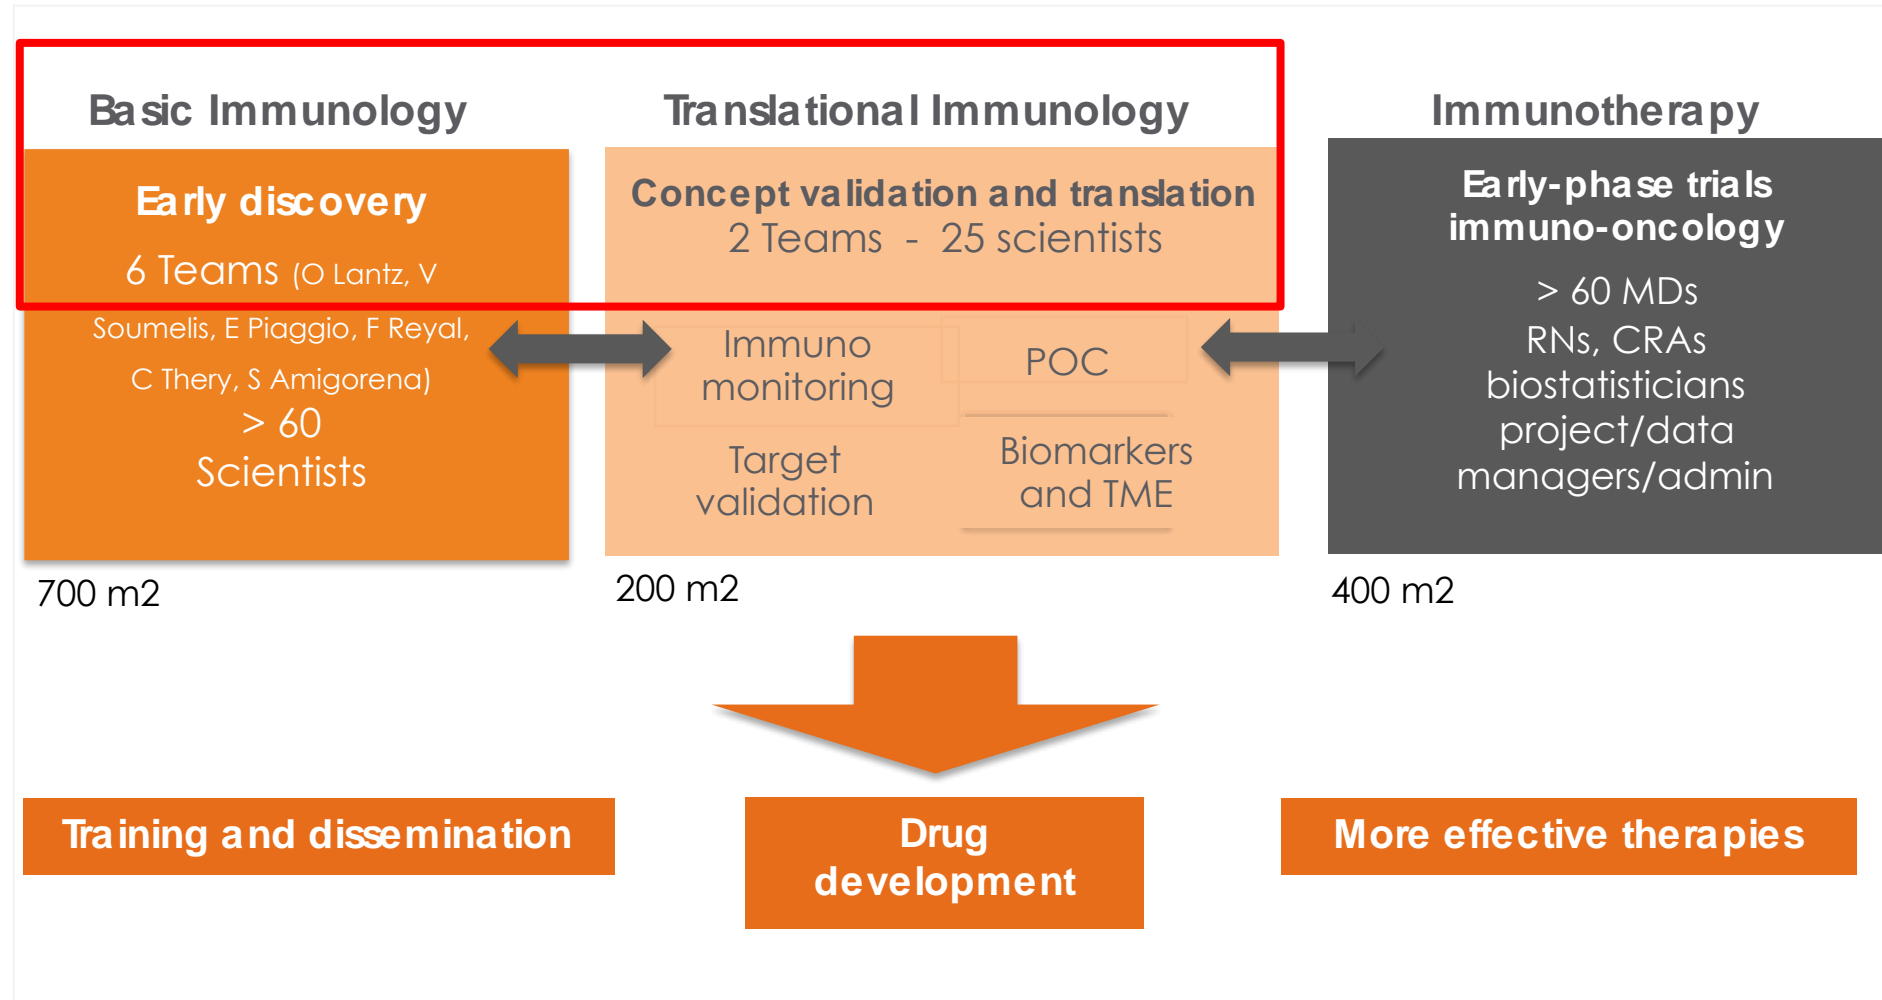 Basic Immunology
Early discovery
6 Teams (O Lantz, V
Soumelis, E Piaggio, F Reyal,
C Thery, S Amigorena)
> 60
Scientists
700 m2
Translational Immunology
Concept validation and translation
2 Teams - 25 scientists
Immuno
monitoring
POC
Target
validation
Biomarkers
and TME
200 m2
Immunotherapy
Early-phase trials
immuno-oncology
> 60 MDs
RNs, CRAs
biostatisticians
project/data
managers/admin
400 m2
Training and dissemination
Drug
development
More effective therapies